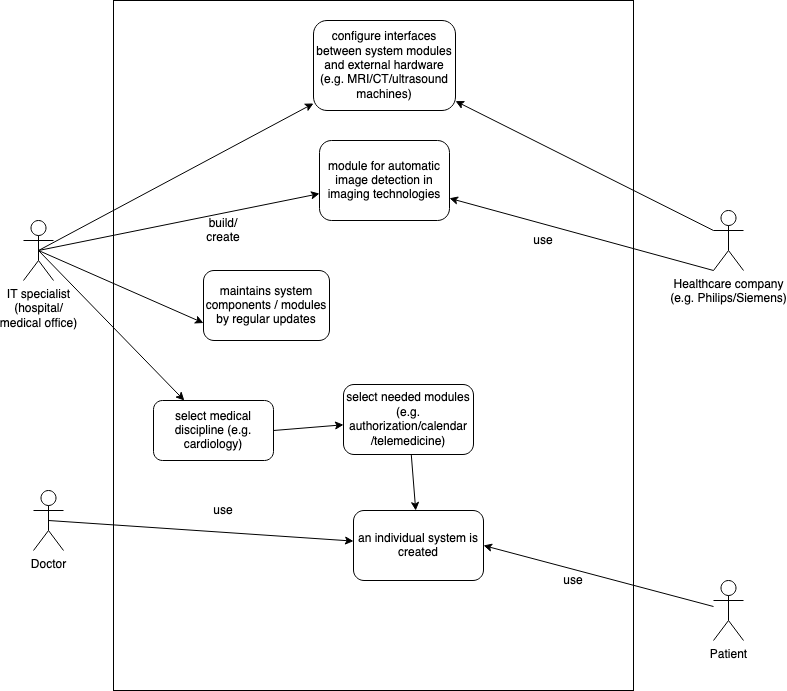 configure interfaces
between system modules
and external hardware
(e.g. MRI/CT/ultrasound
machines)
module for automatic
image detection in
imaging technologies
build/
create
use
IT specialist
(hospital/
medical office)
Healthcare company
(e.g. Philips/Siemens)
maintains system
components / modules
by regular updates
select medical
discipline (e.g.
cardiology)
select needed modules
(e.g.
authorization/calendar
/telemedicine)
use
Doctor
an individual system is
created
use
Patient